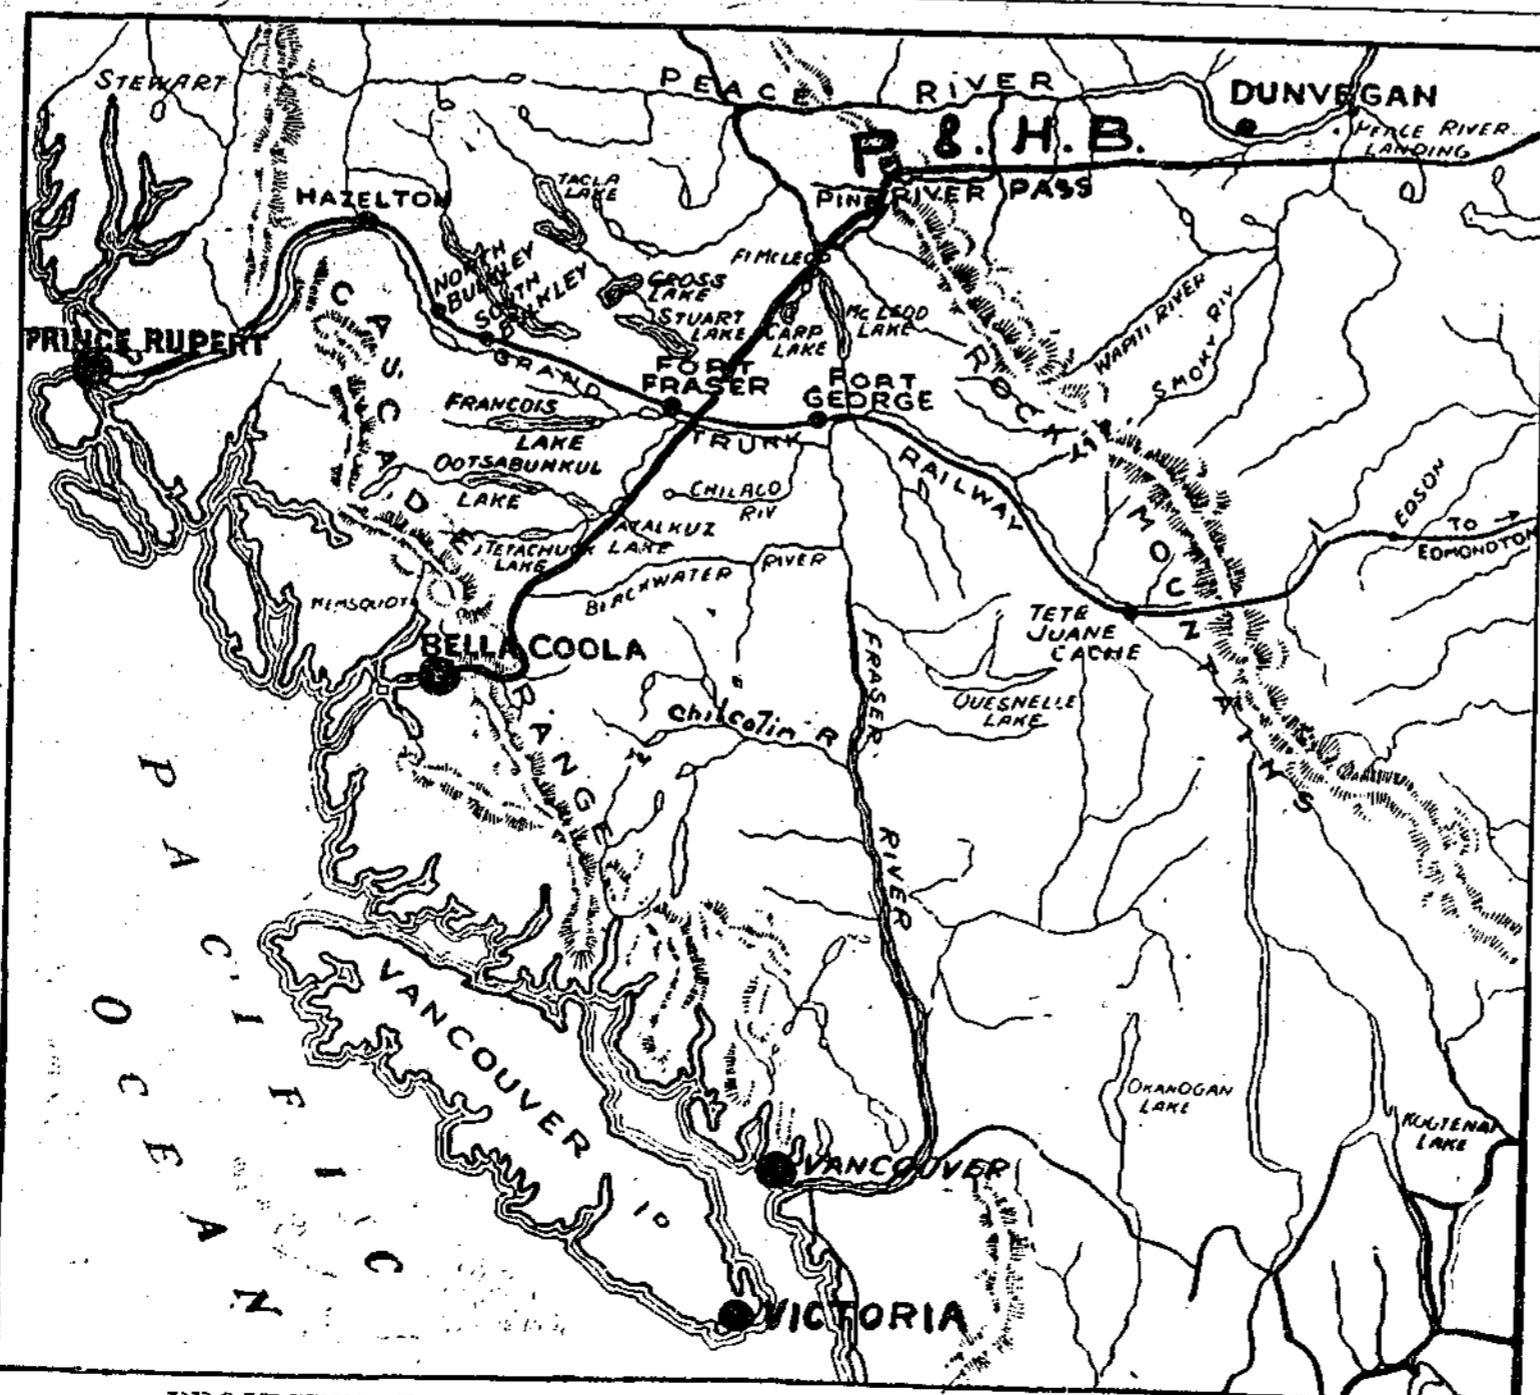 STEWART
PEACE RIVER
DUNVEGAN
PEACE RIVER
LANDING
P. & H. B.
PINE RIVER PASS
TACLA
LAKE
HAZELTON
NORTH
BULKLEY
SOUTH
BULKLEY
CROSS
LAKE
STUART
LAKE
FT MCLEOD
CARP
LAKE
MCLEOD
LAKE
WAPITI RIVER
SMOKY RIV
PRINCE RUPERT
CASCADE RANGE
ROCKY MOUNTAINS
GRAND TRUNK RAILWAY
FORT
FRASER
FORT
GEORGE
FRANCOIS
LAKE
OOTSABUNKUL
LAKE
CHILACO
RIV
EDSON
TO
EDMONDTON
TETACHUCK
LAKE
NATALKUZ
LAKE
BLACKWATER RIVER
KEMSQUIOT
BELLA COOLA
TETE
JUANE
CACHE
QUESNELLE
LAKE
Chilcotin R
FRASER RIVER
PACIFIC
OCEAN
VANCOUVER ID
OKANOGAN
LAKE
KOOTENAI
LAKE
VANCOUVER
VICTORIA